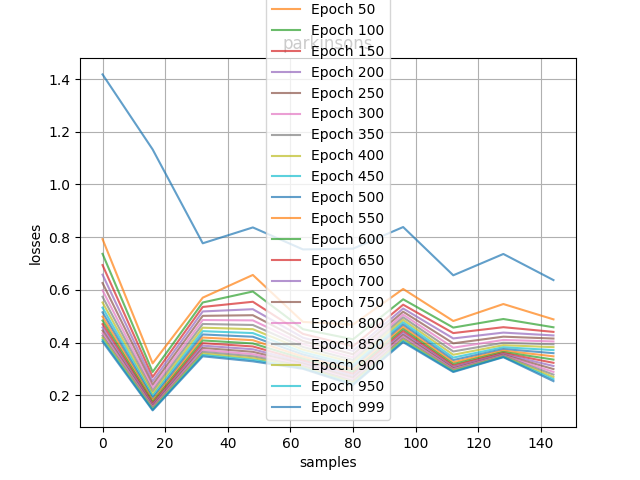 parkinsons
Epoch 50
Epoch 100
Epoch 150
Epoch 200
Epoch 250
Epoch 300
Epoch 350
Epoch 400
Epoch 450
Epoch 500
Epoch 550
Epoch 600
Epoch 650
Epoch 700
Epoch 750
Epoch 800
Epoch 850
Epoch 900
Epoch 950
Epoch 999
losses
1.4
1.2
1.0
0.8
0.6
0.4
0.2
0 20 40 60 80 100 120 140
samples